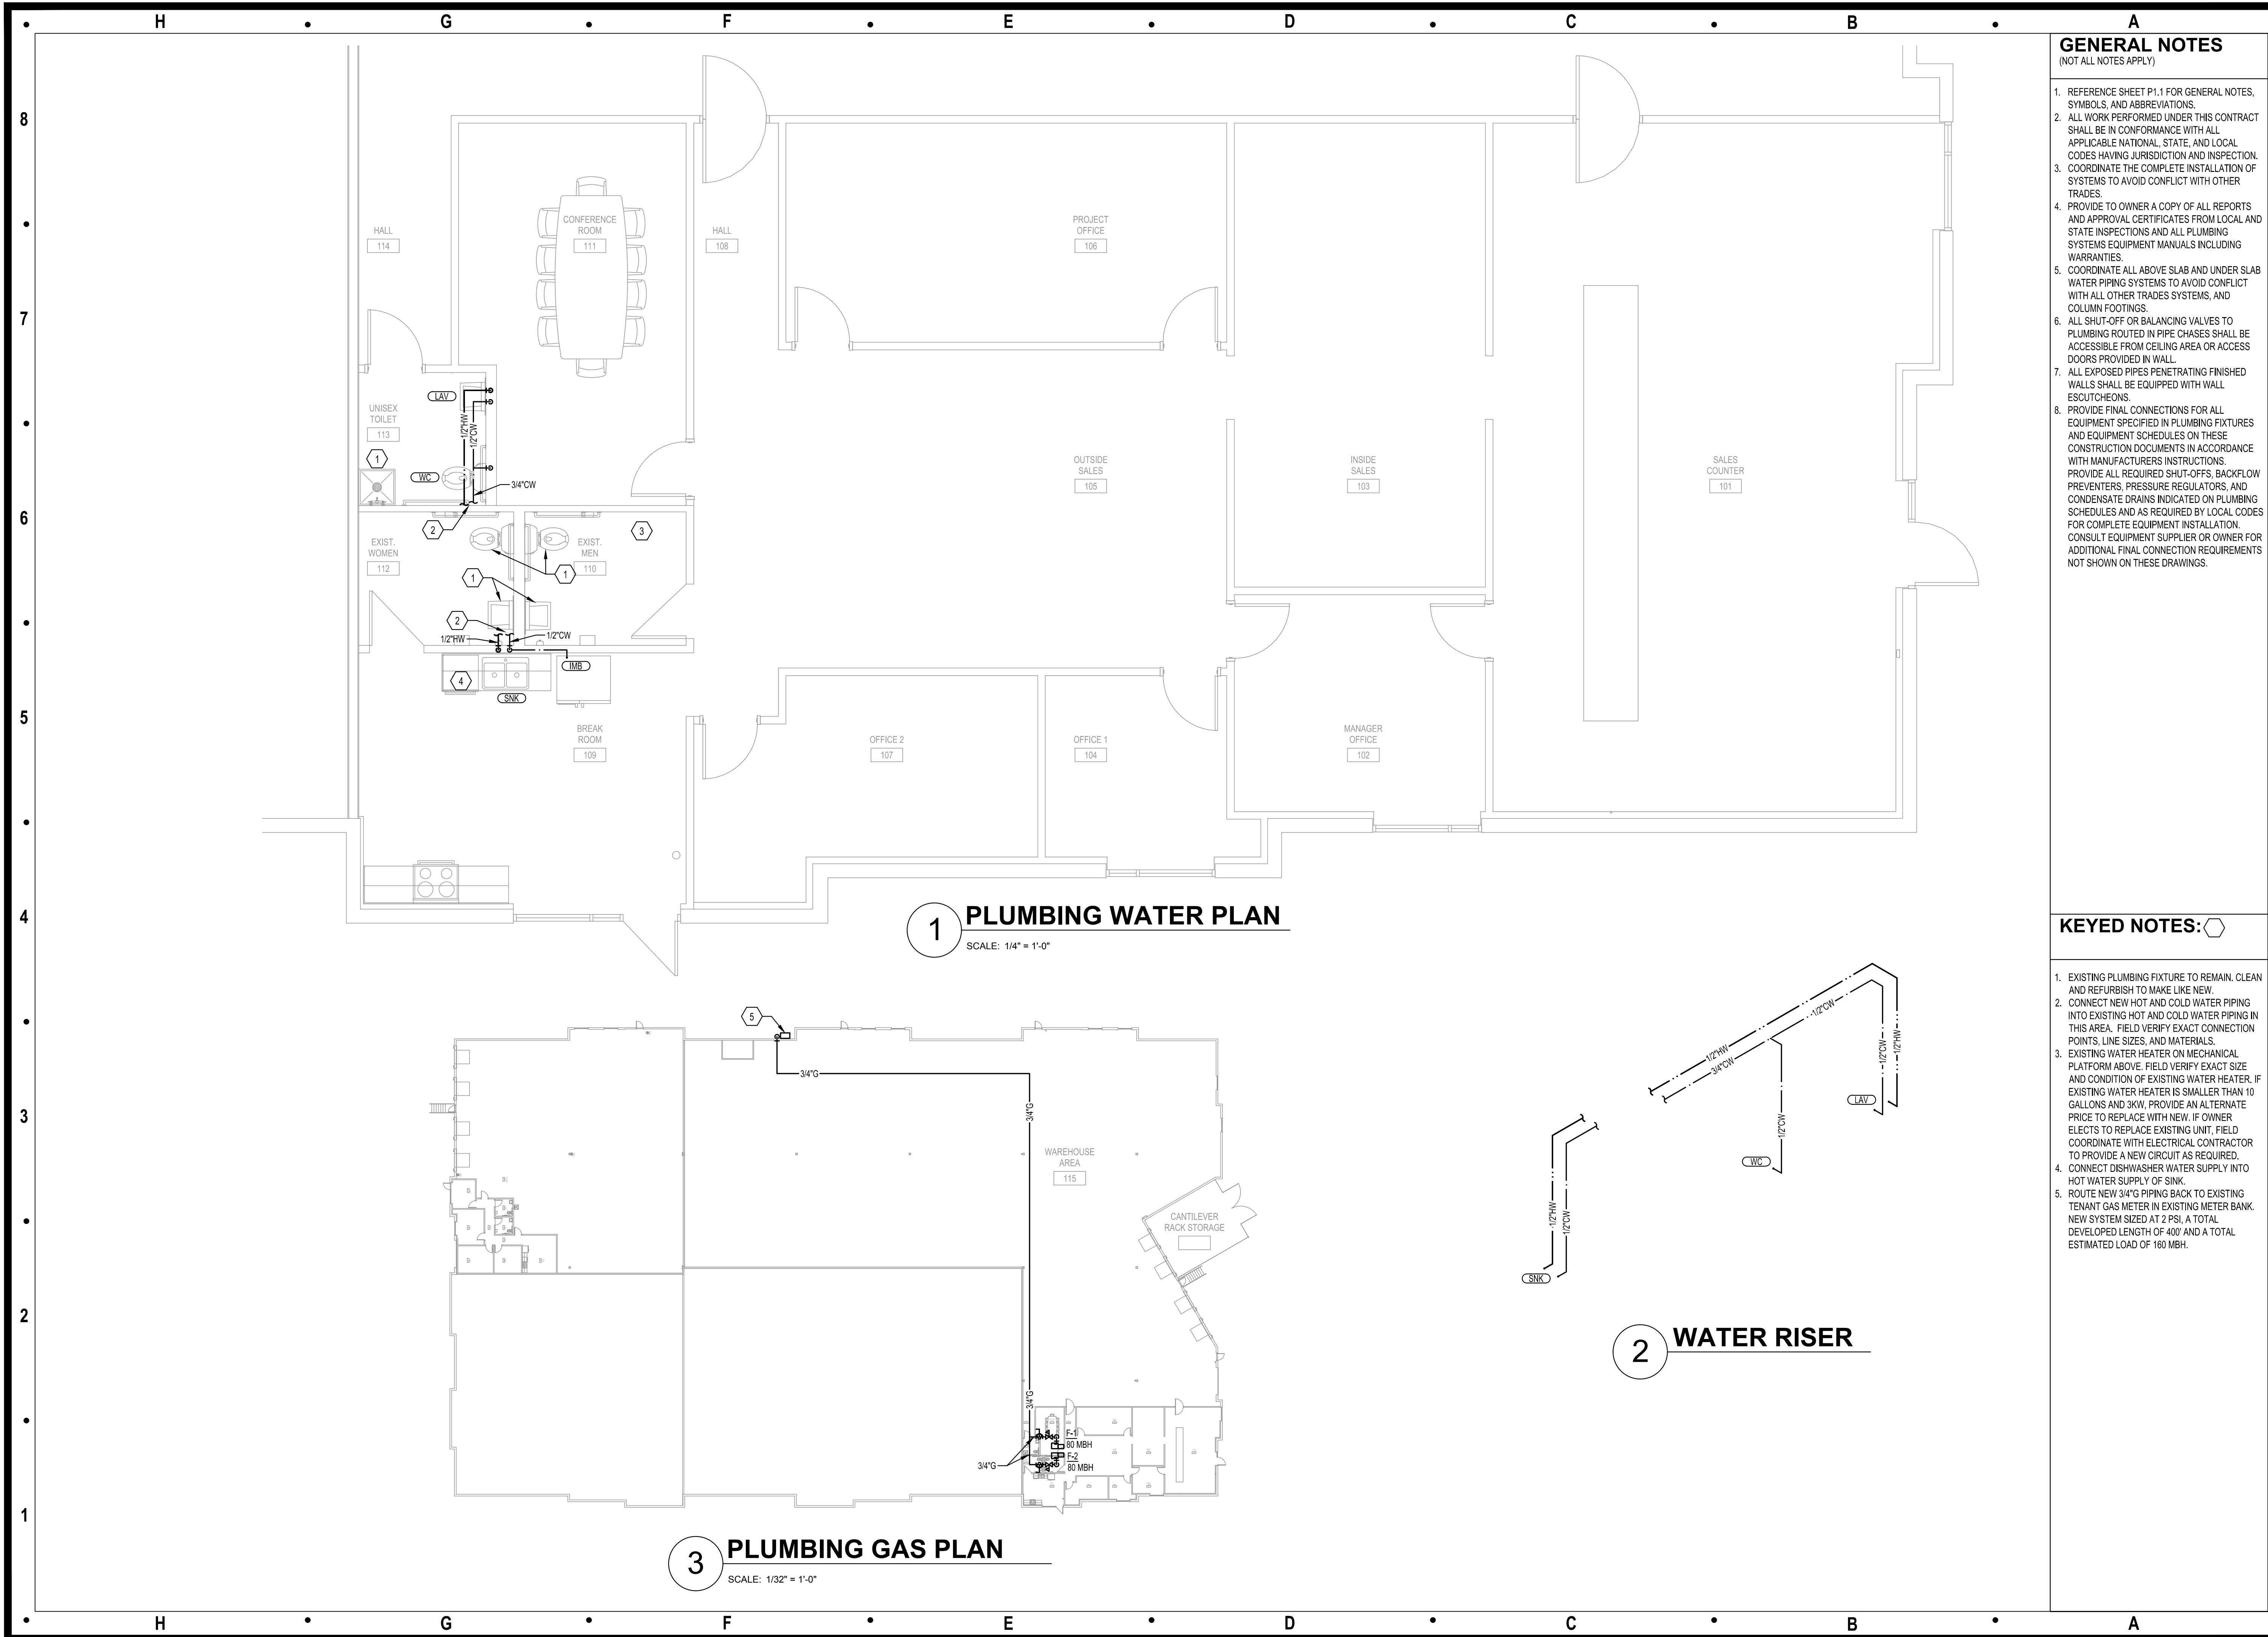 H G F E D C B A
8
7
6
5
4
3
2
1
HALL
114
CONFERENCE
ROOM
111
HALL
108
PROJECT
OFFICE
106
LAV
UNISEX
TOILET
113
1/2"HW
1/2"CW
1
WC
3/4"CW
OUTSIDE
SALES
105
INSIDE
SALES
103
SALES
COUNTER
101
2
3
EXIST.
WOMEN
112
EXIST.
MEN
110
1
1
2
1/2"HW
1/2"CW
IMB
4
SNK
BREAK
ROOM
109
OFFICE 2
107
OFFICE 1
104
MANAGER
OFFICE
102
1
PLUMBING WATER PLAN
SCALE: 1/4" = 1'-0"
5
3/4"G
3/4"G
WAREHOUSE
AREA
115
CANTILEVER
RACK STORAGE
3/4"G
3/4"G
F-1
80 MBH
F-2
80 MBH
3
PLUMBING GAS PLAN
SCALE: 1/32" = 1'-0"
1/2"CW
1/2"HW
3/4"CW
1/2"CW
1/2"HW
LAV
1/2"CW
WC
1/2"HW
1/2"CW
SNK
2
WATER RISER
GENERAL NOTES
(NOT ALL NOTES APPLY)
1. REFERENCE SHEET P1.1 FOR GENERAL NOTES,
SYMBOLS, AND ABBREVIATIONS.
2. ALL WORK PERFORMED UNDER THIS CONTRACT
SHALL BE IN CONFORMANCE WITH ALL
APPLICABLE NATIONAL, STATE, AND LOCAL
CODES HAVING JURISDICTION AND INSPECTION.
3. COORDINATE THE COMPLETE INSTALLATION OF
SYSTEMS TO AVOID CONFLICT WITH OTHER
TRADES.
4. PROVIDE TO OWNER A COPY OF ALL REPORTS
AND APPROVAL CERTIFICATES FROM LOCAL AND
STATE INSPECTIONS AND ALL PLUMBING
SYSTEMS EQUIPMENT MANUALS INCLUDING
WARRANTIES.
5. COORDINATE ALL ABOVE SLAB AND UNDER SLAB
WATER PIPING SYSTEMS TO AVOID CONFLICT
WITH ALL OTHER TRADES SYSTEMS, AND
COLUMN FOOTINGS.
6. ALL SHUT-OFF OR BALANCING VALVES TO
PLUMBING ROUTED IN PIPE CHASES SHALL BE
ACCESSIBLE FROM CEILING AREA OR ACCESS
DOORS PROVIDED IN WALL.
7. ALL EXPOSED PIPES PENETRATING FINISHED
WALLS SHALL BE EQUIPPED WITH WALL
ESCUTCHEONS.
8. PROVIDE FINAL CONNECTIONS FOR ALL
EQUIPMENT SPECIFIED IN PLUMBING FIXTURES
AND EQUIPMENT SCHEDULES ON THESE
CONSTRUCTION DOCUMENTS IN ACCORDANCE
WITH MANUFACTURERS INSTRUCTIONS.
PROVIDE ALL REQUIRED SHUT-OFFS, BACKFLOW
PREVENTERS, PRESSURE REGULATORS, AND
CONDENSATE DRAINS INDICATED ON PLUMBING
SCHEDULES AND AS REQUIRED BY LOCAL CODES
FOR COMPLETE EQUIPMENT INSTALLATION.
CONSULT EQUIPMENT SUPPLIER OR OWNER FOR
ADDITIONAL FINAL CONNECTION REQUIREMENTS
NOT SHOWN ON THESE DRAWINGS.
KEYED NOTES:
1. EXISTING PLUMBING FIXTURE TO REMAIN. CLEAN
AND REFURBISH TO MAKE LIKE NEW.
2. CONNECT NEW HOT AND COLD WATER PIPING
INTO EXISTING HOT AND COLD WATER PIPING IN
THIS AREA. FIELD VERIFY EXACT CONNECTION
POINTS, LINE SIZES, AND MATERIALS.
3. EXISTING WATER HEATER ON MECHANICAL
PLATFORM ABOVE. FIELD VERIFY EXACT SIZE
AND CONDITION OF EXISTING WATER HEATER. IF
EXISTING WATER HEATER IS SMALLER THAN 10
GALLONS AND 3KW, PROVIDE AN ALTERNATE
PRICE TO REPLACE WITH NEW. IF OWNER
ELECTS TO REPLACE EXISTING UNIT, FIELD
COORDINATE WITH ELECTRICAL CONTRACTOR
TO PROVIDE A NEW CIRCUIT AS REQUIRED.
4. CONNECT DISHWASHER WATER SUPPLY INTO
HOT WATER SUPPLY OF SINK.
5. ROUTE NEW 3/4"G PIPING BACK TO EXISTING
TENANT GAS METER IN EXISTING METER BANK.
NEW SYSTEM SIZED AT 2 PSI, A TOTAL
DEVELOPED LENGTH OF 400' AND A TOTAL
ESTIMATED LOAD OF 160 MBH.
H G F E D C B A